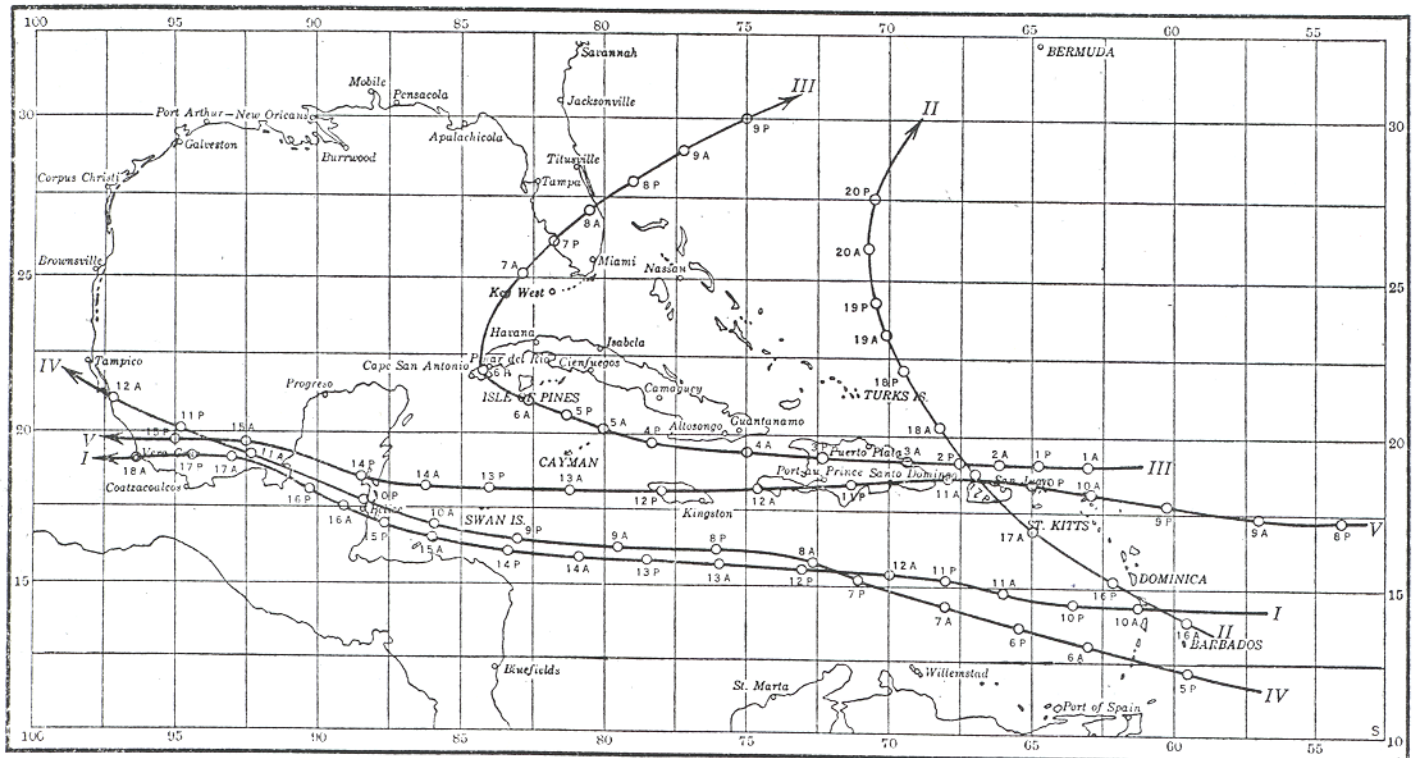 100 95 90 85 80 75 70 65 60 55
Savannah
BERMUDA
Mobile
Pensacola
III
Port Arthur
New Orleans
Jacksonville
II
30
9 P
30
Apalachicola
Galveston
Burrwood
9 A
Titusville
Corpus Christi
Tampa
8 P
20 P
8 A
7 P
20 A
Brownsville
7 A
Miami
Nassau
25
25
Key West
19 P
Havana
Isabela
19 A
Tampico
Cape San Antonio
Pinar del Rio
Cienfuegos
IV
6 P
18 P
12 A
Progreso
ISLE OF PINES
Camaguey
TURKS IS.
6 A
5 P
11 P
5 A
Altosongo
Guantanamo
18 A
20
15 P
15 A
4 P
3 P
Puerto Plata
20
V
4 A
3 A
2 P
2 A
1 P
1 A
III
I
Vera Cruz
11 A
CAYMAN
18 A
17 P
17 A
14 P
14 A
13 P
13 A
Port au Prince
Santo Domingo
San Juan
10 P
10 A
Coatzacoalcos
16 P
10 P
12 P
12 A
11 P
11 A
2 P
Belize
Kingston
16 A
10 A
SWAN IS.
ST. KITTS
9 P
9 A
8 P
V
15 P
9 P
17 A
15 A
9 A
8 P
8 A
14 P
14 A
13 P
13 A
12 P
12 A
11 P
DOMINICA
15
7 P
11 A
16 P
15
10 P
10 A
I
7 A
II
6 P
16 A
BARBADOS
6 A
Bluefields
Willemstad
5 P
IV
St. Marta
Port of Spain
10
S
10
100 95 90 85 80 75 70 65 60 55